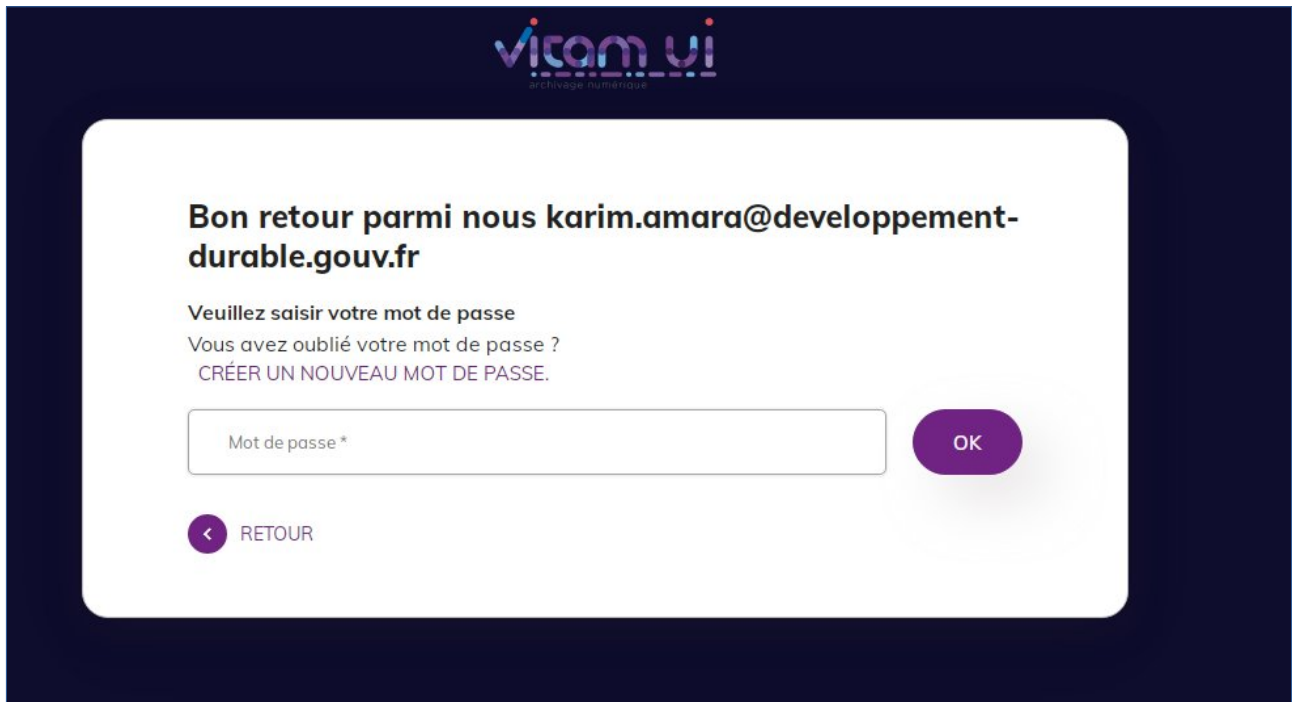 vitam ui
archivage numérique
Bon retour parmi nous karim.amara@developpement-
durable.gouv.fr
Veuillez saisir votre mot de passe
Vous avez oublié votre mot de passe ?
CRÉER UN NOUVEAU MOT DE PASSE.
Mot de passe *
OK
RETOUR